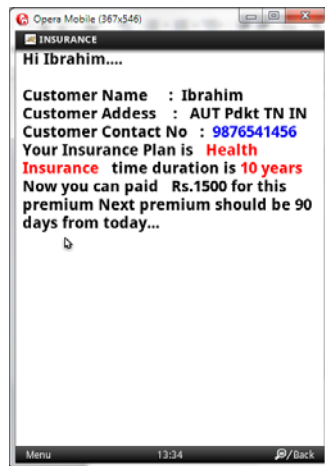 Opera Mobile (367x546)
INSURANCE
Hi Ibrahim....
Customer Name : Ibrahim
Customer Addess : AUT Pdkt TN IN
Customer Contact No : 9876541456
Your Insurance Plan is Health
Insurance time duration is 10 years
Now you can paid Rs.1500 for this
premium Next premium should be 90
days from today...
Menu 13:34 /Back